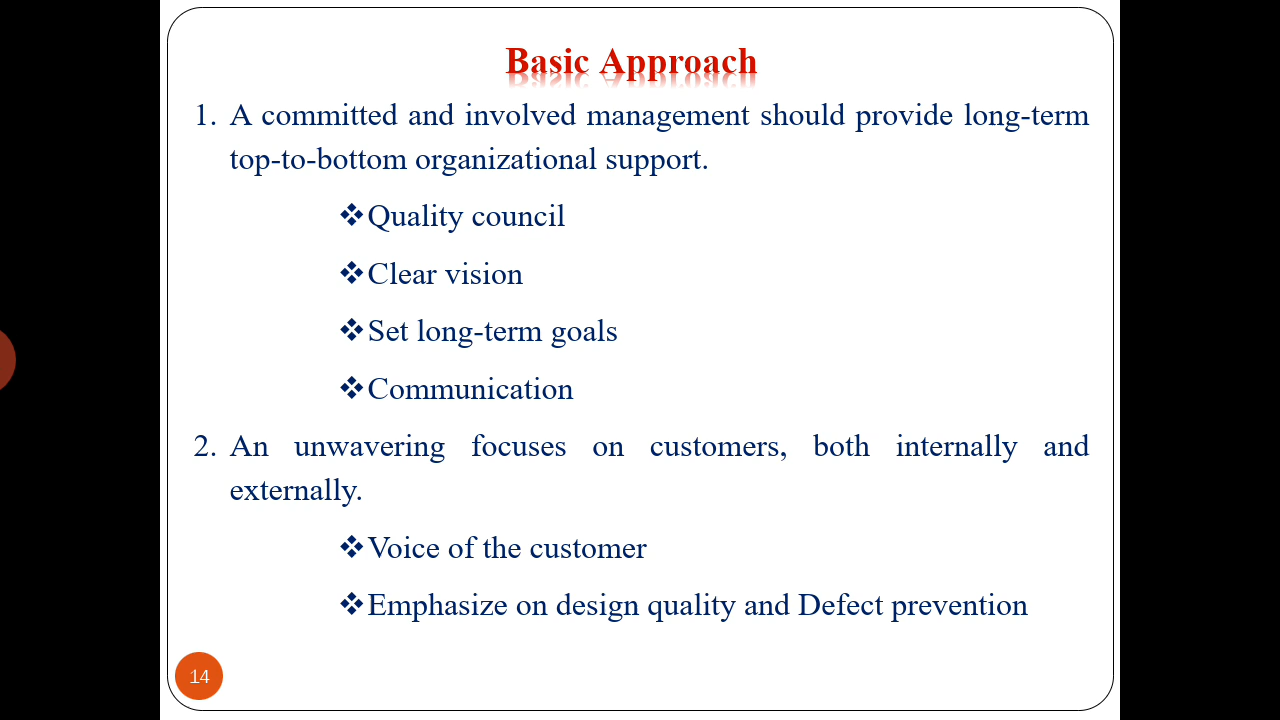 Basic Approach
1. A committed and involved management should provide long-term
top-to-bottom organizational support.
❖Quality council
❖Clear vision
❖Set long-term goals
❖Communication
2. An unwavering focuses on customers, both internally and
externally.
❖Voice of the customer
❖Emphasize on design quality and Defect prevention
14